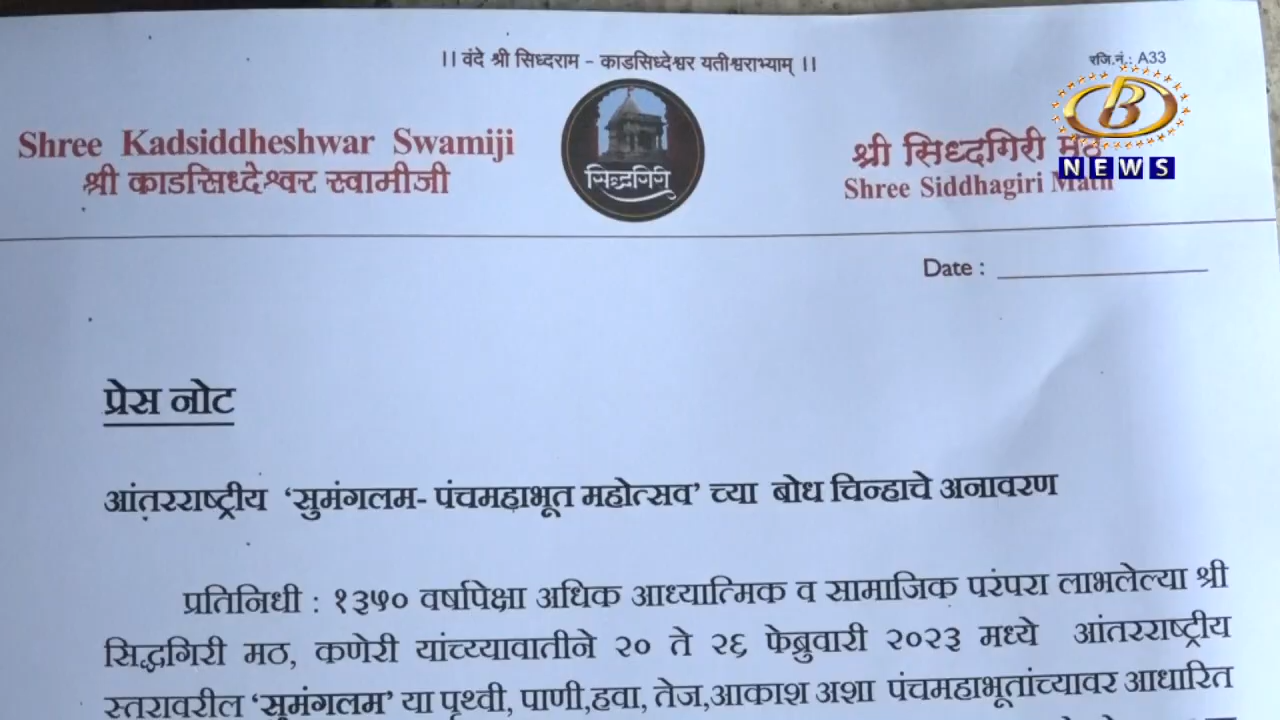 ।। वंदे श्री सिध्दराम - काडसिध्देश्वर यतीश्वराभ्याम् ।।
रजि.नं.: A33
B
NEWS
Shree Kadsiddheshwar Swamiji
श्री काडसिध्देश्वर स्वामीजी
सिद्धगिरी
श्री सिध्दगिरी मठ
Shree Siddhagiri Math
Date :
प्रेस नोट
आंतरराष्ट्रीय ‘सुमंगलम- पंचमहाभूत महोत्सव’ च्या बोध चिन्हाचे अनावरण
प्रतिनिधी : १३५० वर्षापेक्षा अधिक आध्यात्मिक व सामाजिक परंपरा लाभलेल्या श्री
सिद्धगिरी मठ, कणेरी यांच्यावातीने २० ते २६ फेब्रुवारी २०२३ मध्ये आंतरराष्ट्रीय
स्तरावरील ‘सुमंगलम’ या पृथ्वी, पाणी,हवा, तेज,आकाश अशा पंचमहाभूतांच्यावर आधारित